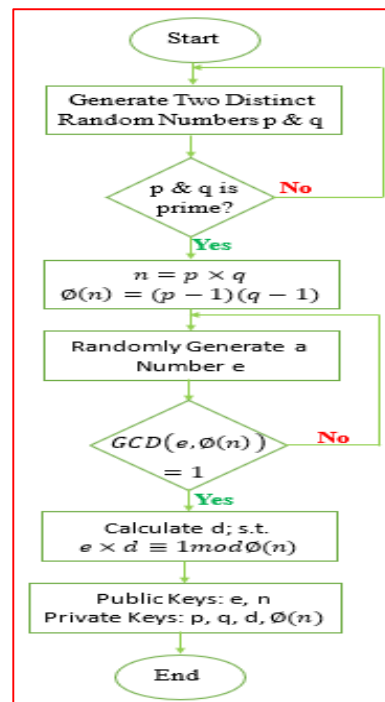 Start
Generate Two Distinct
Random Numbers p & q
p & q is
prime?
No
Yes
n = p × q
Ø(n) = (p − 1)(q − 1)
Randomly Generate a
Number e
GCD(e, Ø(n))
= 1
No
Yes
Calculate d; s.t.
e × d ≡ 1modØ(n)
Public Keys: e, n
Private Keys: p, q, d, Ø(n)
End